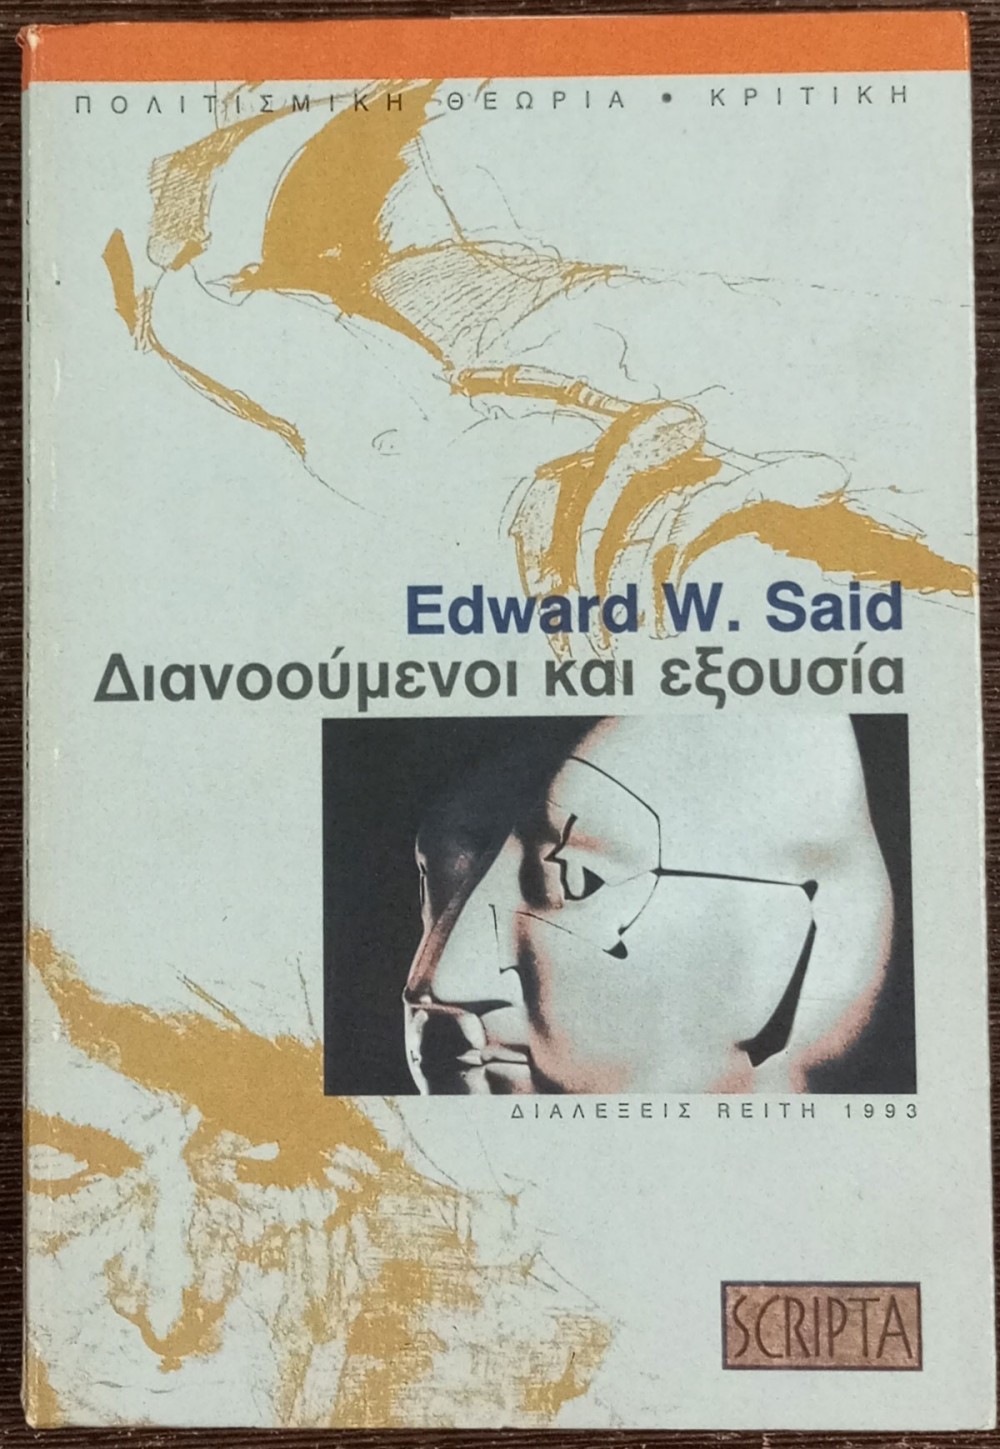 ΠΟΛΙΤΙΣΜΙΚΗ ΘΕΩΡΙΑ • ΚΡΙΤΙΚΗ
Edward W. Said
Διανοούμενοι και εξουσία
ΔΙΑΛΕΞΕΙΣ REITH 1993
SCRIPTA